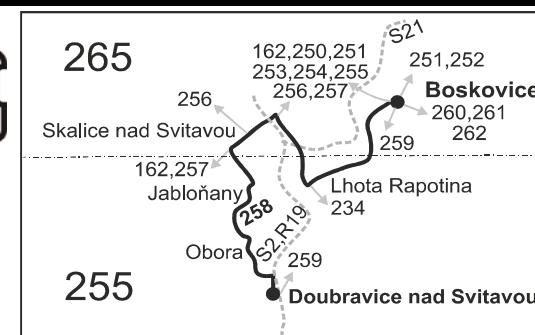 S21
265
162,250,251
253,254,255
256,257
251,252
Boskovice
256
260,261
262
Skalice nad Svitavou
259
162,257
Jabloňany
Lhota Rapotina
234
258
S2,R19
Obora
259
255
Doubravice nad Svitavou